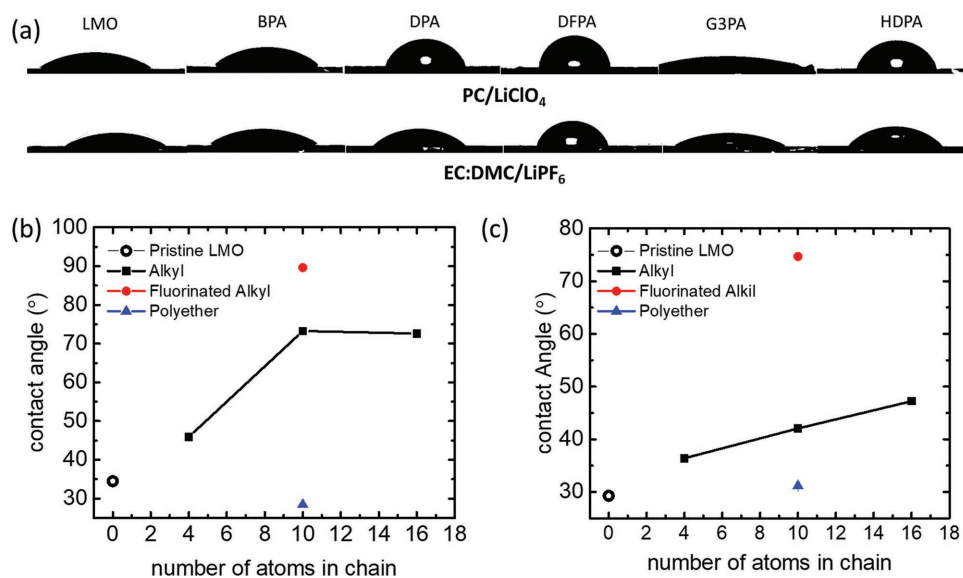 (a)
LMO BPA DPA DFPA G3PA HDPA
PC/LiClO₄
EC:DMC/LiPF₆
(b)
100
90
80
70
60
50
40
30
contact angle (°)
Pristine LMO
Alkyl
Fluorinated Alkyl
Polyether
0 2 4 6 8 10 12 14 16 18
number of atoms in chain
(c)
80
70
60
50
40
30
contact Angle (°)
Pristine LMO
Alkyl
Fluorinated Alkil
Polyether
0 2 4 6 8 10 12 14 16 18
number of atoms in chain